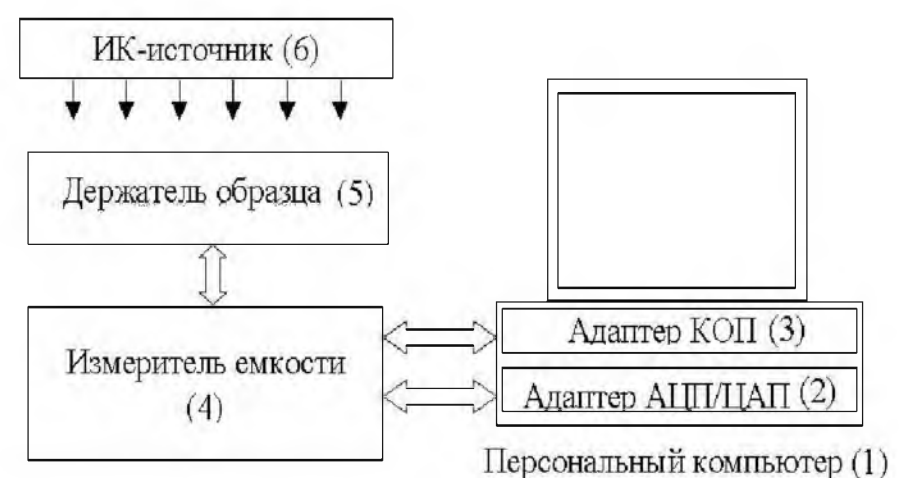 ИК-источник (6)
Держатель образца (5)
Измеритель емкости
(4)
Адаптер КОП (3)
Адаптер АЦП/ЦАП (2)
Персональный компьютер (1)